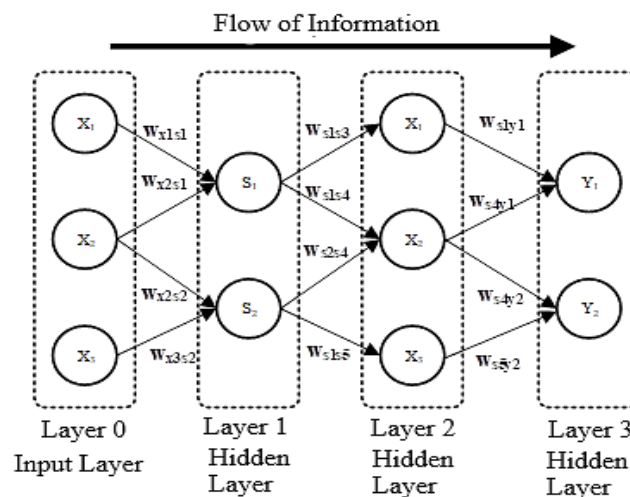 Flow of Information
X₁
X₂
X₃
Wx1s1
Wx2s1
Wx2s2
Wx3s2
S₁
S₂
Ws1s3
Ws1s4
Ws2s4
Ws1s5
X₁
X₂
X₃
Ws1y1
Ws4y1
Ws4y2
Ws5y2
Y₁
Y₂
Layer 0
Input Layer
Layer 1
Hidden
Layer
Layer 2
Hidden
Layer
Layer 3
Hidden
Layer